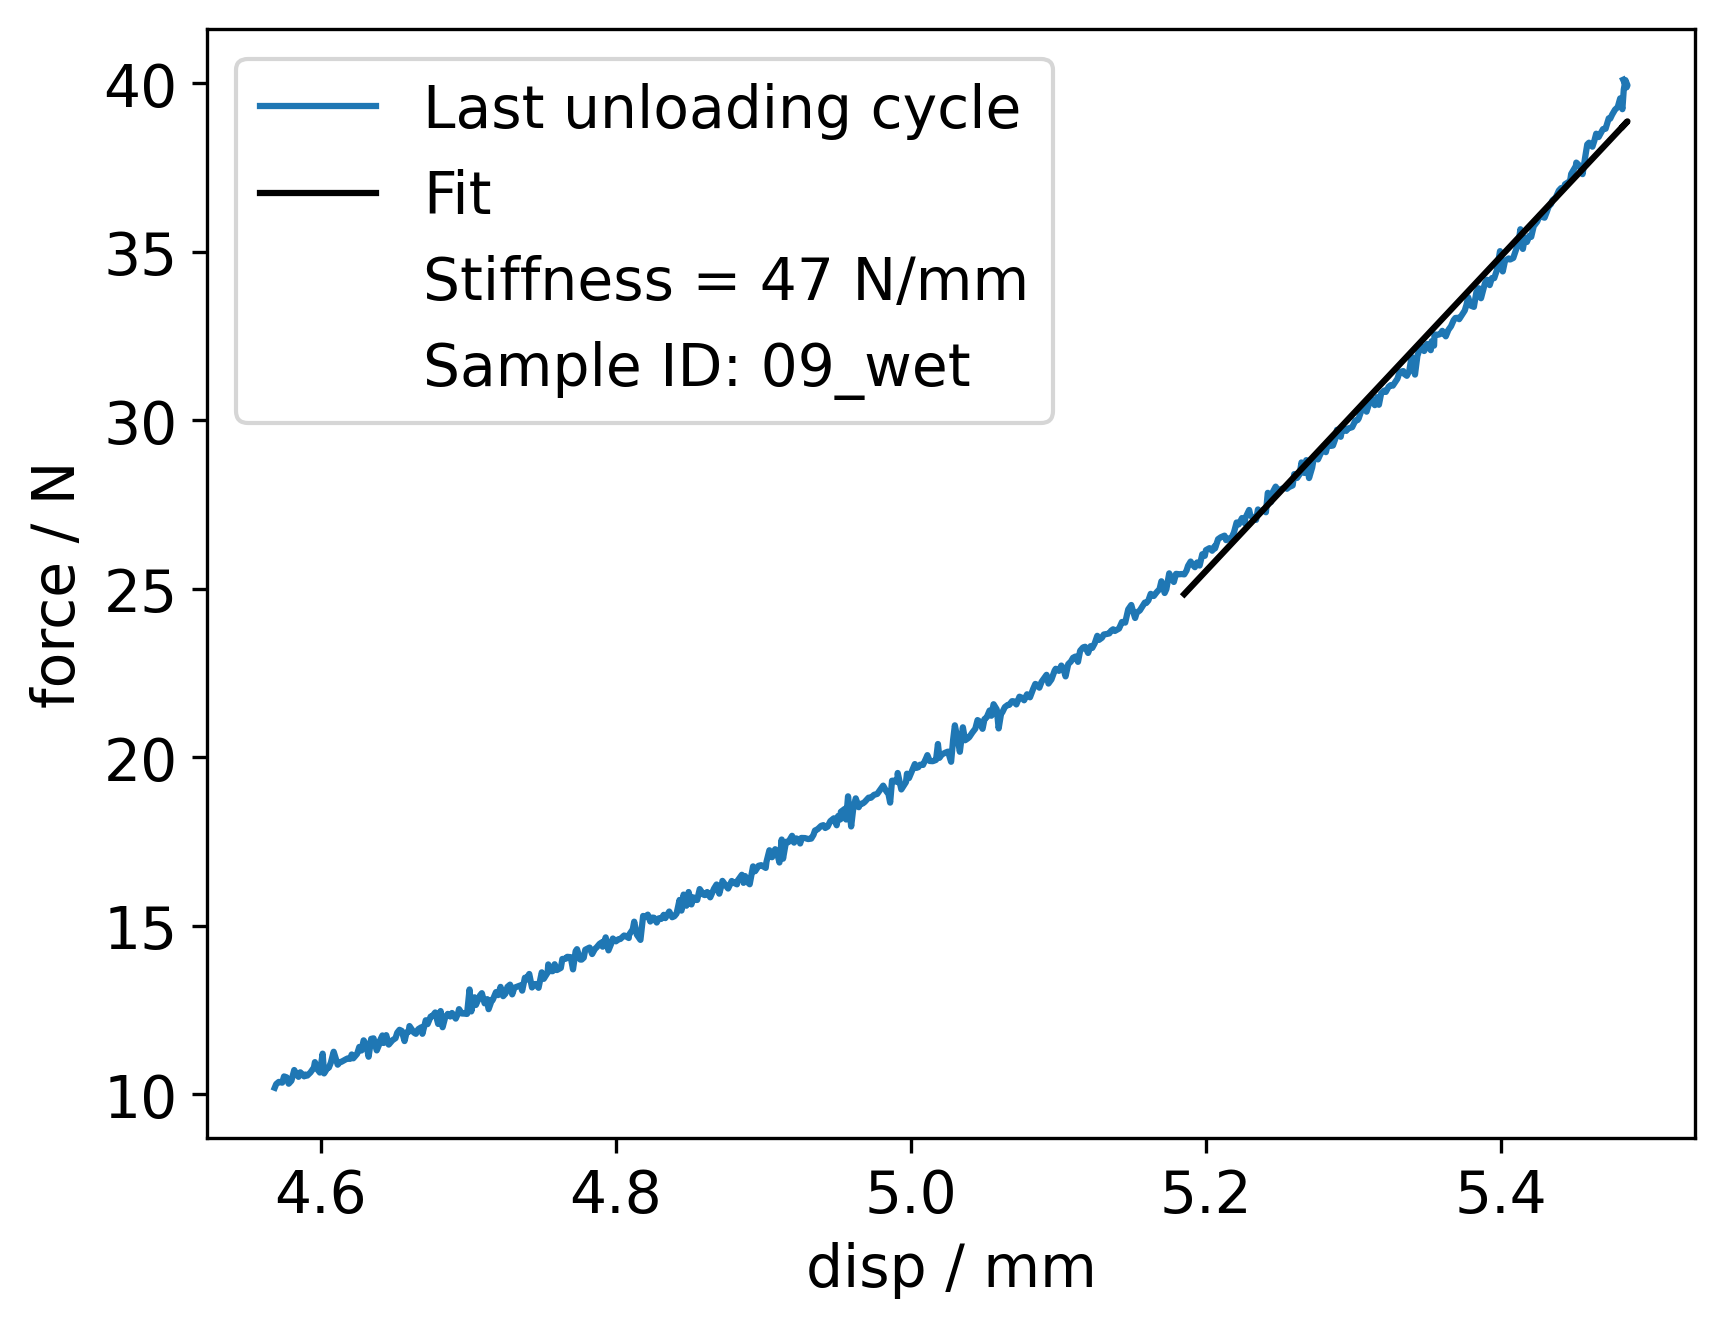 Last unloading cycle
Fit
Stiffness = 47 N/mm
Sample ID: 09_wet
force / N
40
35
30
25
20
15
10
4.6 4.8 5.0 5.2 5.4
disp / mm